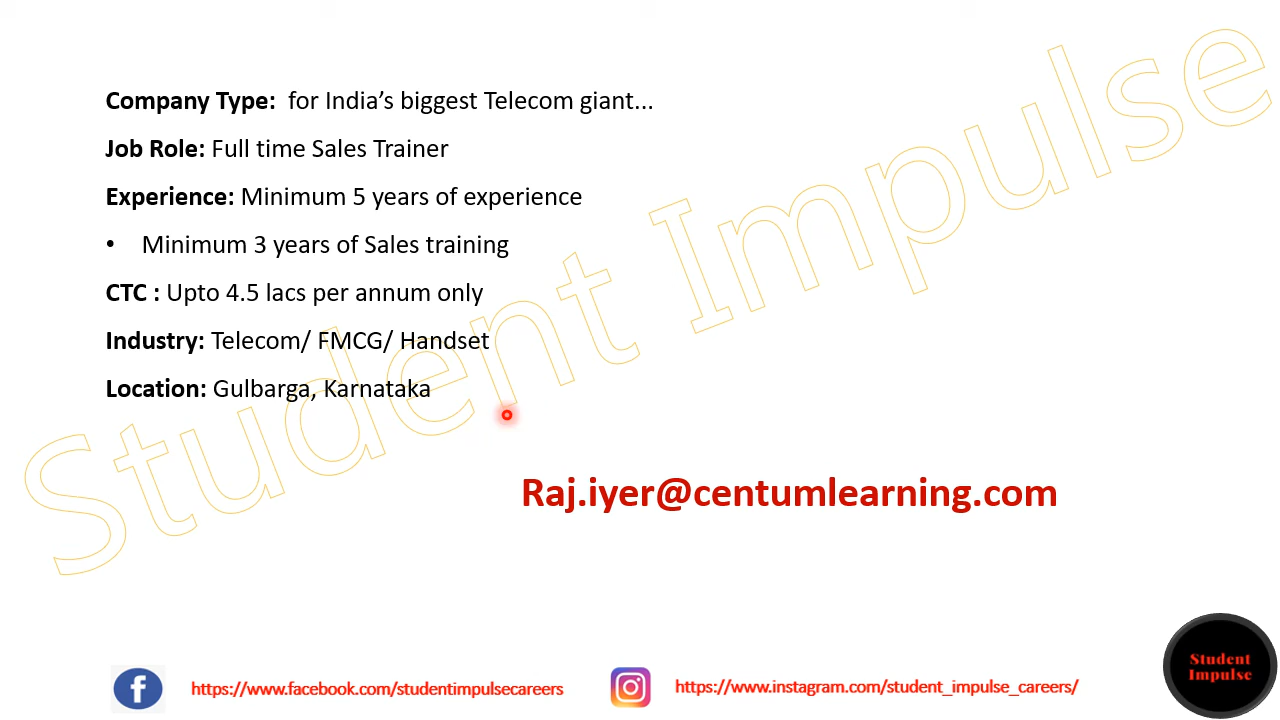 Company Type: for India's biggest Telecom giant...
Job Role: Full time Sales Trainer
Experience: Minimum 5 years of experience
• Minimum 3 years of Sales training
CTC : Upto 4.5 lacs per annum only
Industry: Telecom/ FMCG/ Handset
Location: Gulbarga, Karnataka
Student Impulse
Raj.iyer@centumlearning.com
https://www.facebook.com/studentimpulsecareers
https://www.instagram.com/student_impulse_careers/
Student
Impulse